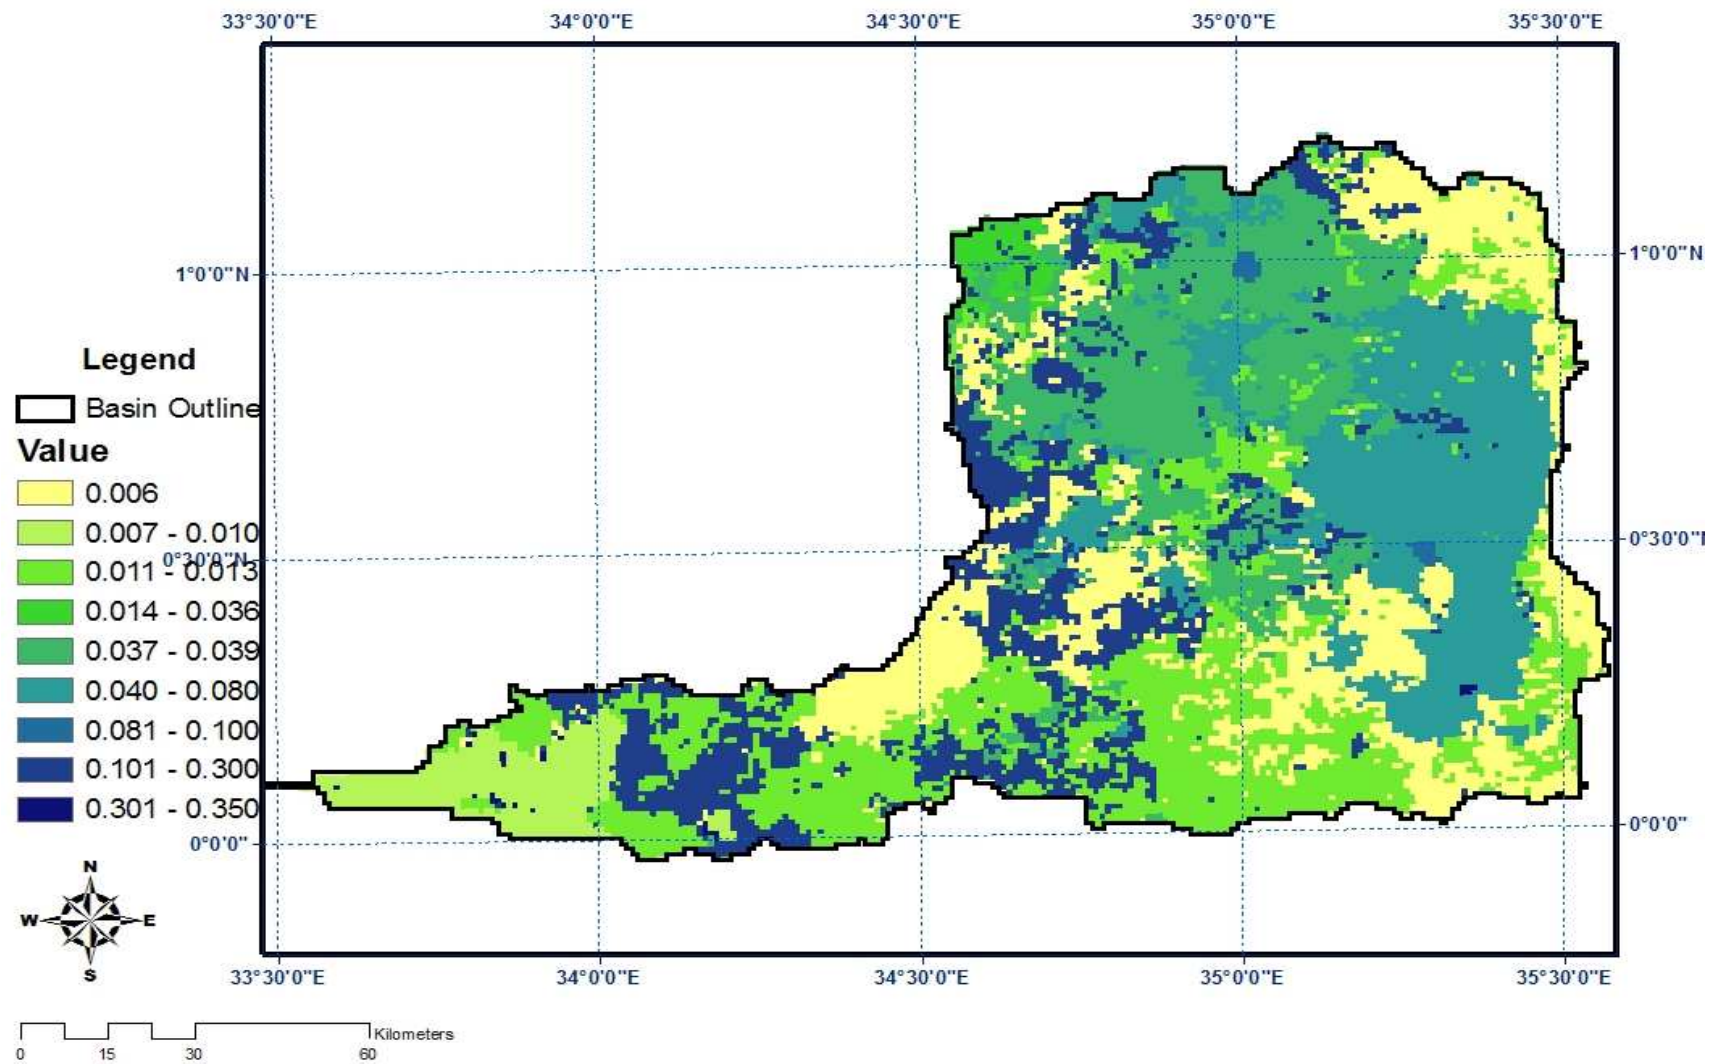 33°30'0"E 34°0'0"E 34°30'0"E 35°0'0"E 35°30'0"E
1°0'0"N 1°0'0"N
Legend
Basin Outline
Value
0.006
0.007 - 0.010
0°30'0"N 0°30'0"N
0.011 - 0.013
0.014 - 0.036
0.037 - 0.039
0.040 - 0.080
0.081 - 0.100
0.101 - 0.300
0.301 - 0.350
0°0'0" 0°0'0"
N
W E
S
33°30'0"E 34°0'0"E 34°30'0"E 35°0'0"E 35°30'0"E
Kilometers
0 15 30 60